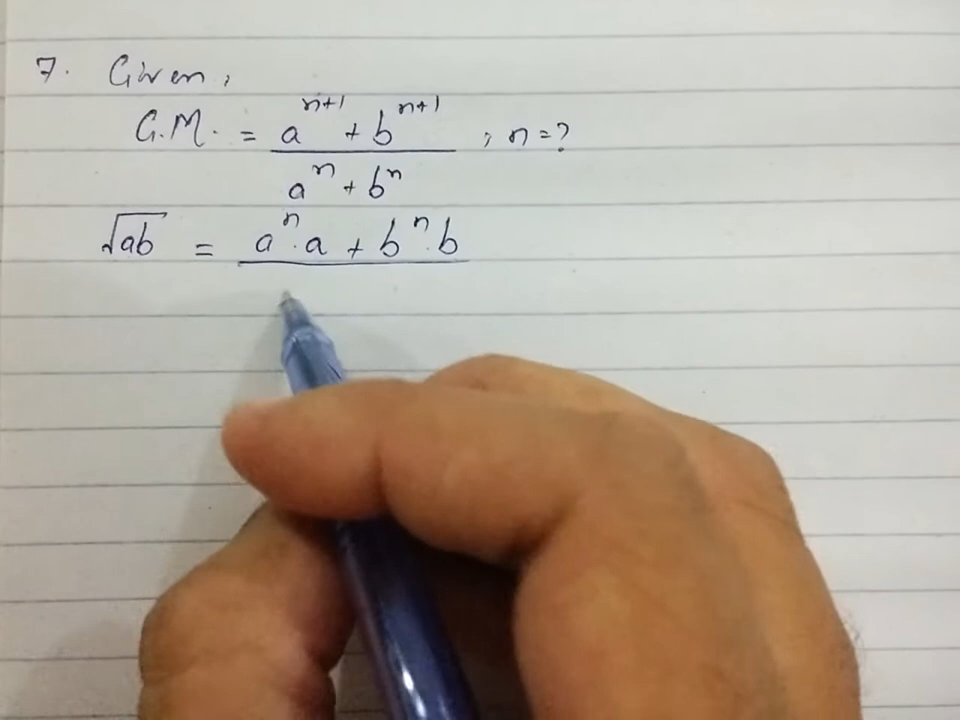 7. Given,
G.M. = a^{n+1} + b^{n+1} ; n = ?
a^n + b^n
√ab = a^n . a + b^n . b